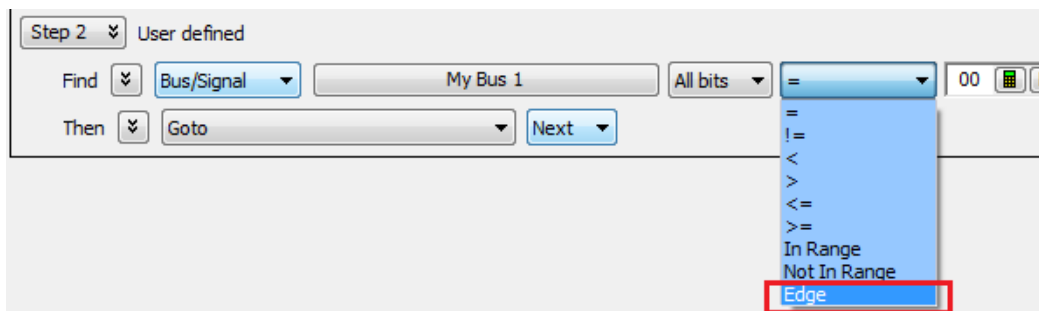 Step 2 User defined
Find Bus/Signal My Bus 1 All bits = 00
Then Goto Next
=
!=
<
>
<=
>=
In Range
Not In Range
Edge